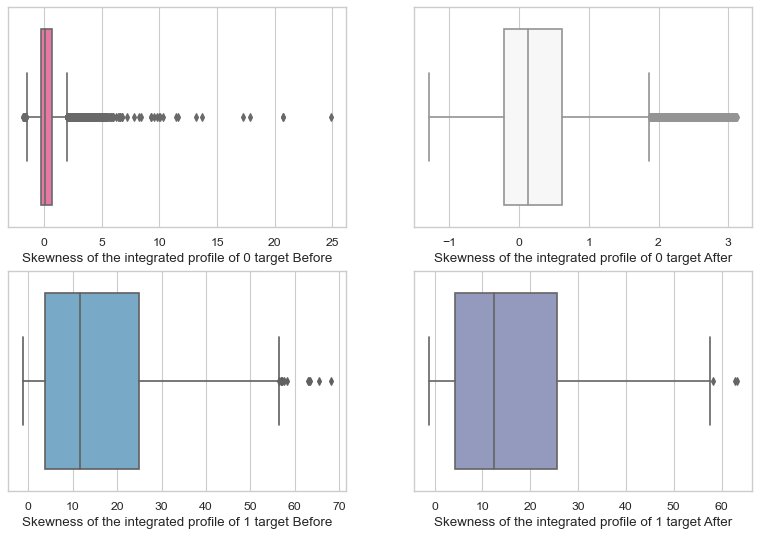 0 5 10 15 20 25
Skewness of the integrated profile of 0 target Before
−1 0 1 2 3
Skewness of the integrated profile of 0 target After
0 10 20 30 40 50 60 70
Skewness of the integrated profile of 1 target Before
0 10 20 30 40 50 60
Skewness of the integrated profile of 1 target After